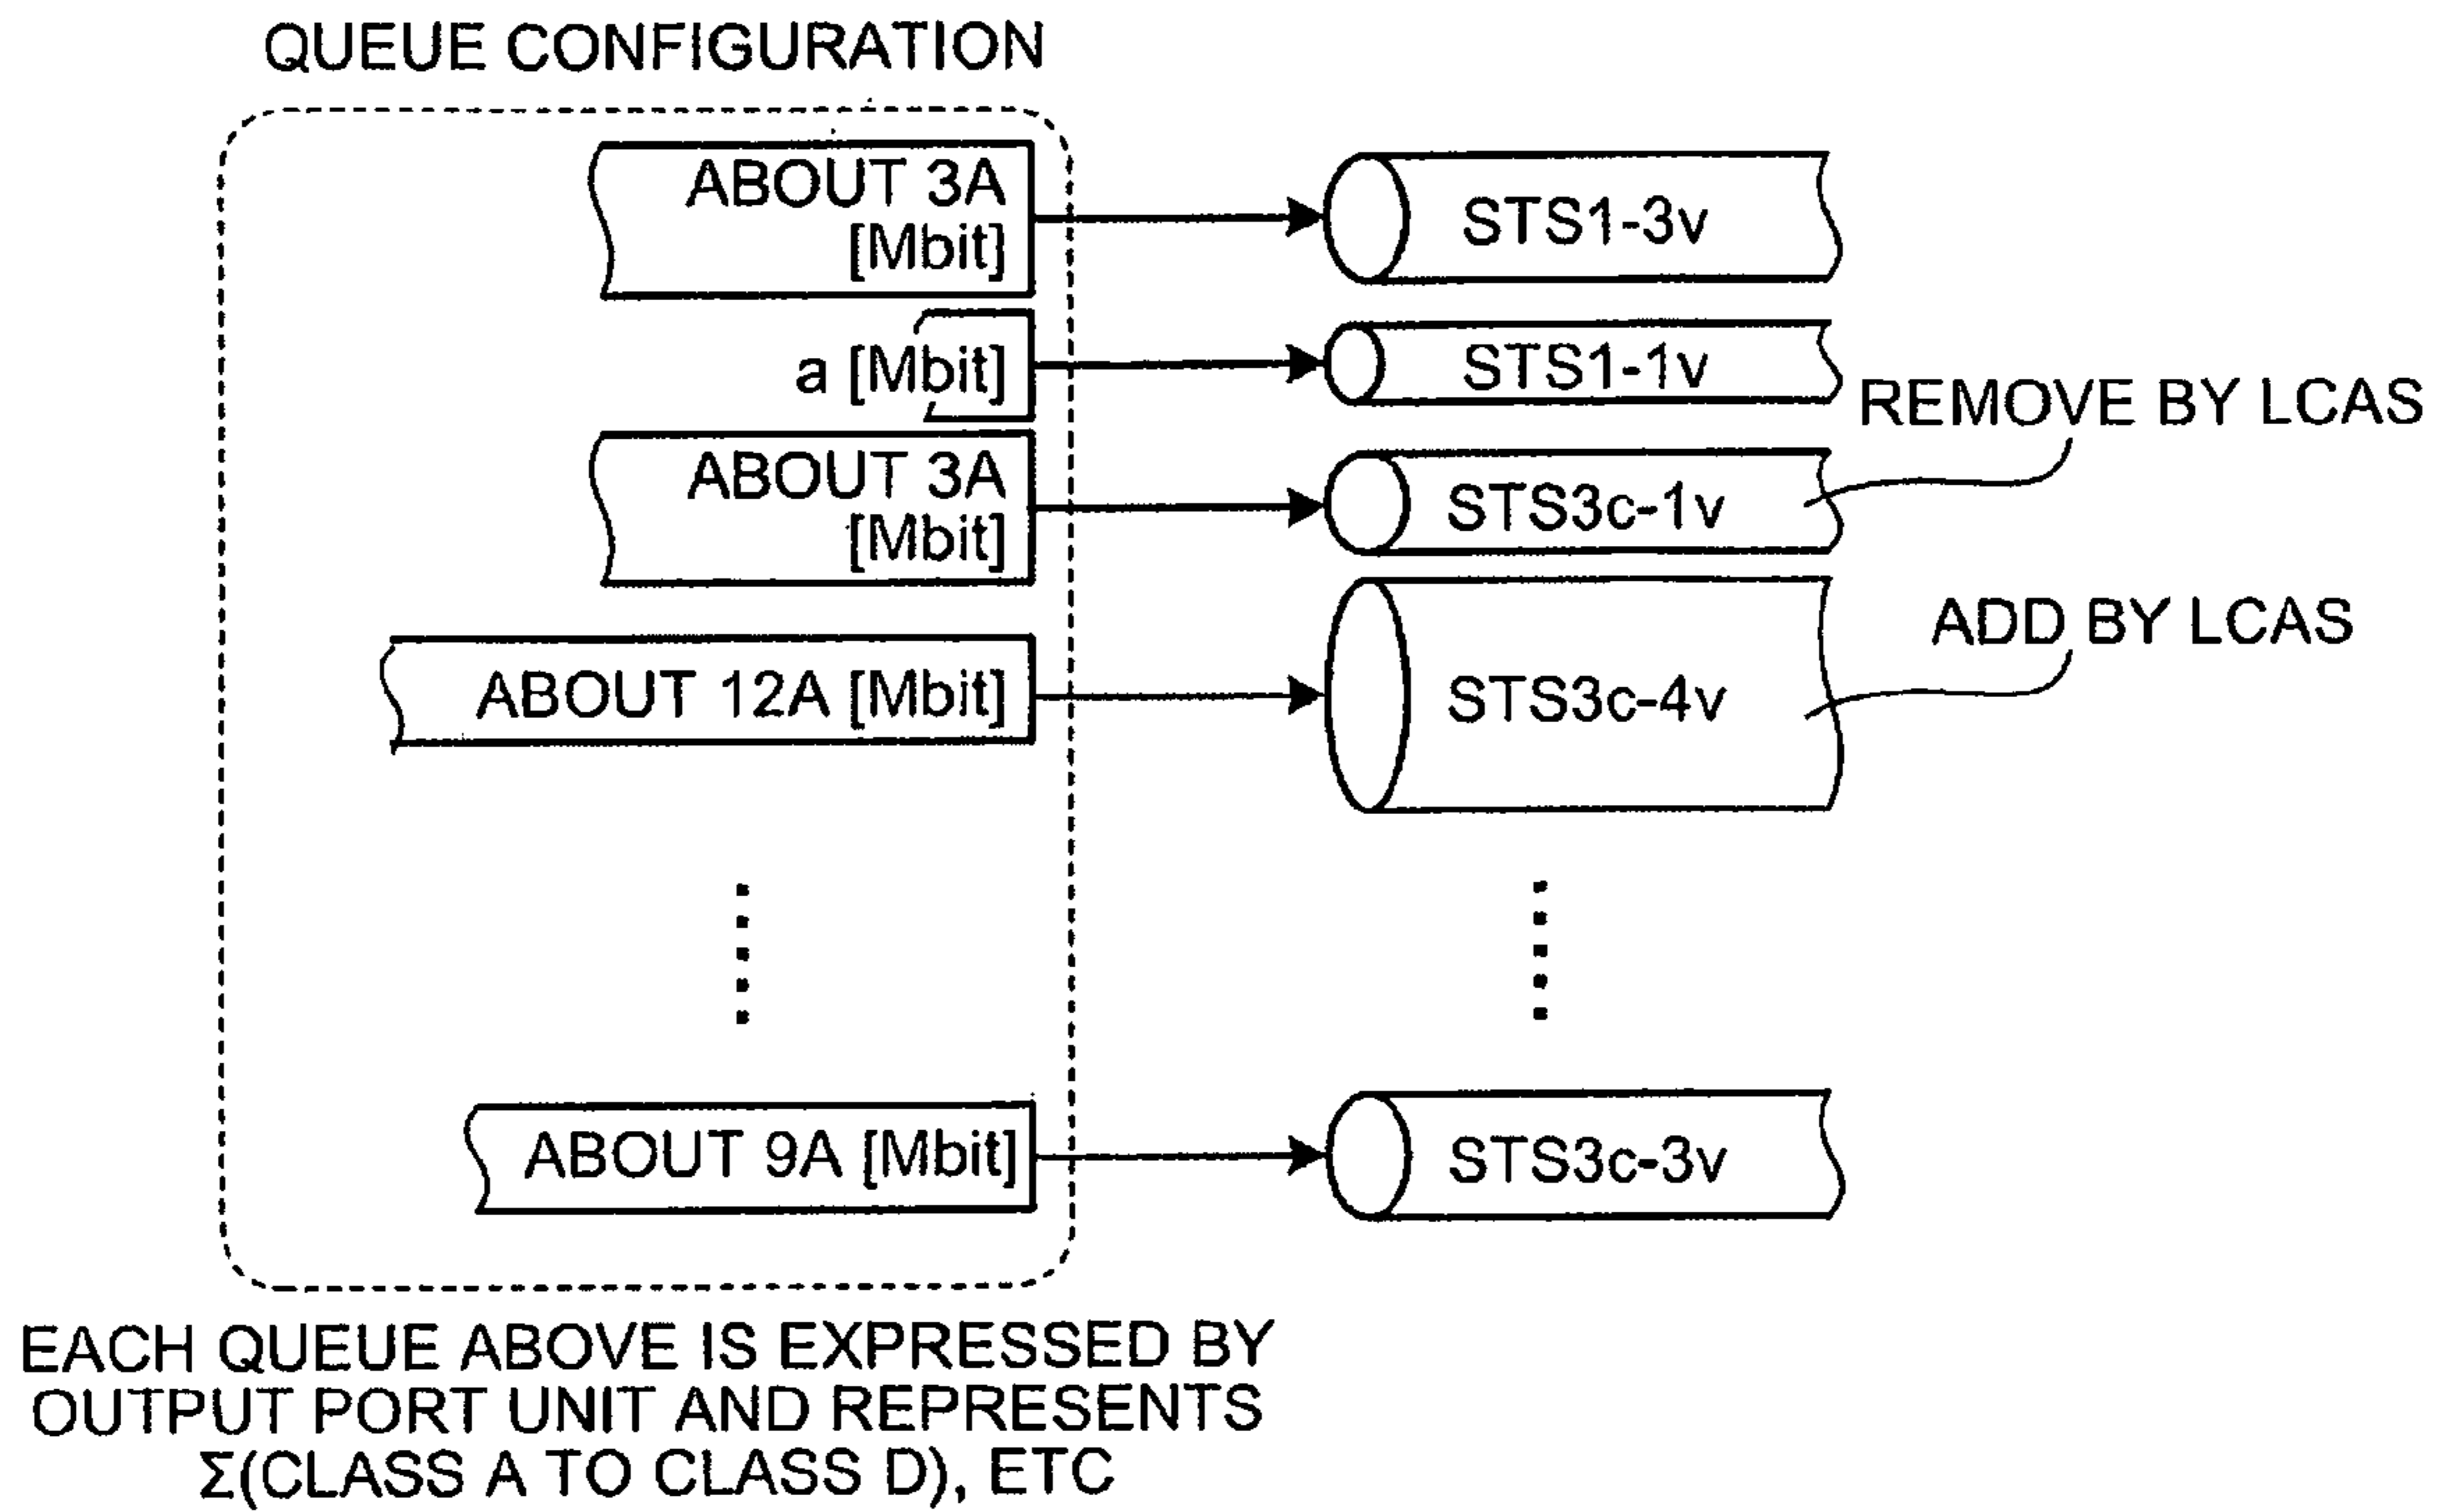 QUEUE CONFIGURATION
ABOUT 3A
[Mbit]
STS1-3v
a [Mbit]
STS1-1v
REMOVE BY LCAS
ABOUT 3A
[Mbit]
STS3c-1v
ADD BY LCAS
ABOUT 12A [Mbit]
STS3c-4v
ABOUT 9A [Mbit]
STS3c-3v
EACH QUEUE ABOVE IS EXPRESSED BY
OUTPUT PORT UNIT AND REPRESENTS
Σ(CLASS A TO CLASS D), ETC